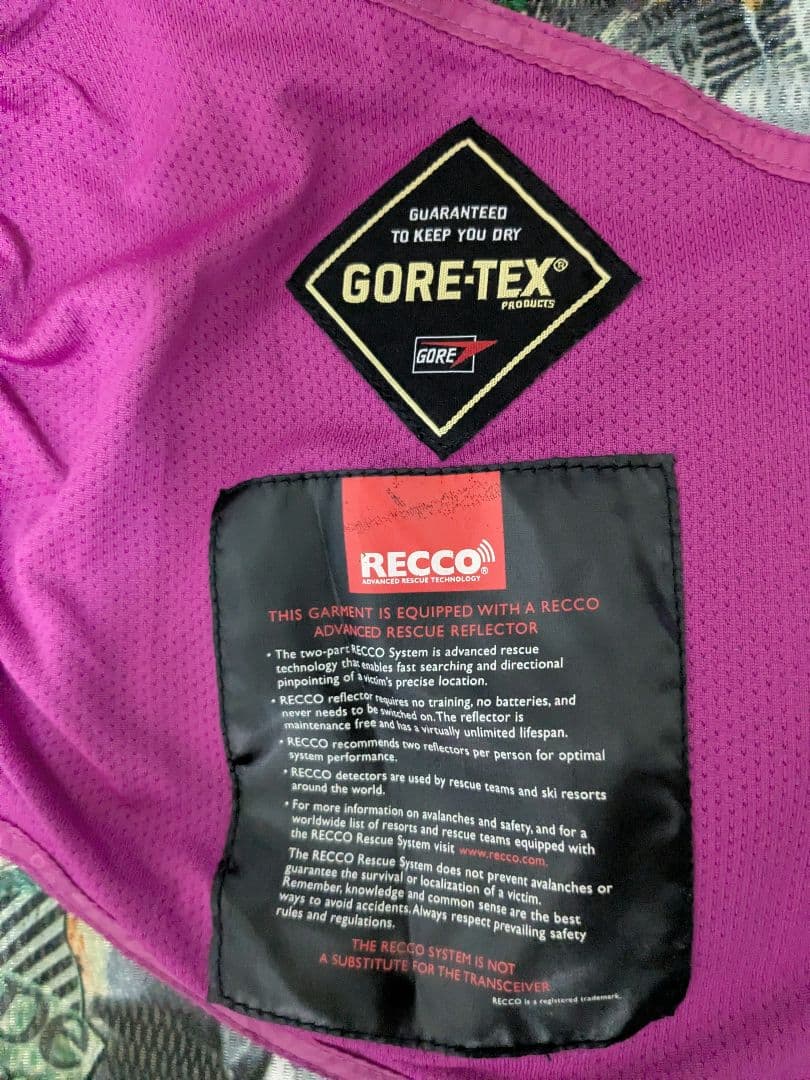 GUARANTEED
TO KEEP YOU DRY
GORE-TEX®
PRODUCTS
GORE
RECCO®
ADVANCED RESCUE TECHNOLOGY
THIS GARMENT IS EQUIPPED WITH A RECCO
ADVANCED RESCUE REFLECTOR
• The two-part RECCO System is advanced rescue
technology that enables fast searching and directional
pinpointing of a victim's precise location.
• RECCO reflector requires no training, no batteries, and
never needs to be switched on. The reflector is
maintenance free and has a virtually unlimited lifespan.
• RECCO recommends two reflectors per person for optimal
system performance.
• RECCO detectors are used by rescue teams and ski resorts
around the world.
• For more information on avalanches and safety, and for a
worldwide list of resorts and rescue teams equipped with
the RECCO Rescue System visit www.recco.com.
The RECCO Rescue System does not prevent avalanches or
guarantee the survival or localization of a victim.
Remember, knowledge and common sense are the best
ways to avoid accidents. Always respect prevailing safety
rules and regulations.
THE RECCO SYSTEM IS NOT
A SUBSTITUTE FOR THE TRANSCEIVER
RECCO is a registered trademark.